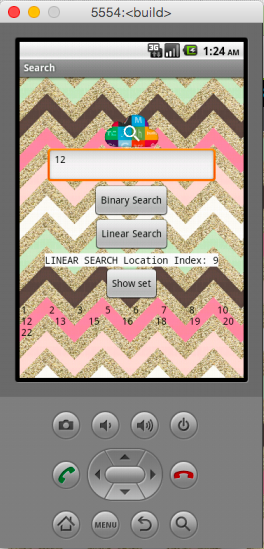 5554:<build>
3G
1:24 AM
Search
12
Binary Search
Linear Search
LINEAR SEARCH Location Index: 9
Show set
1 2 3 5 7 8 10
12 13 15 16 18 19 20
22
MENU